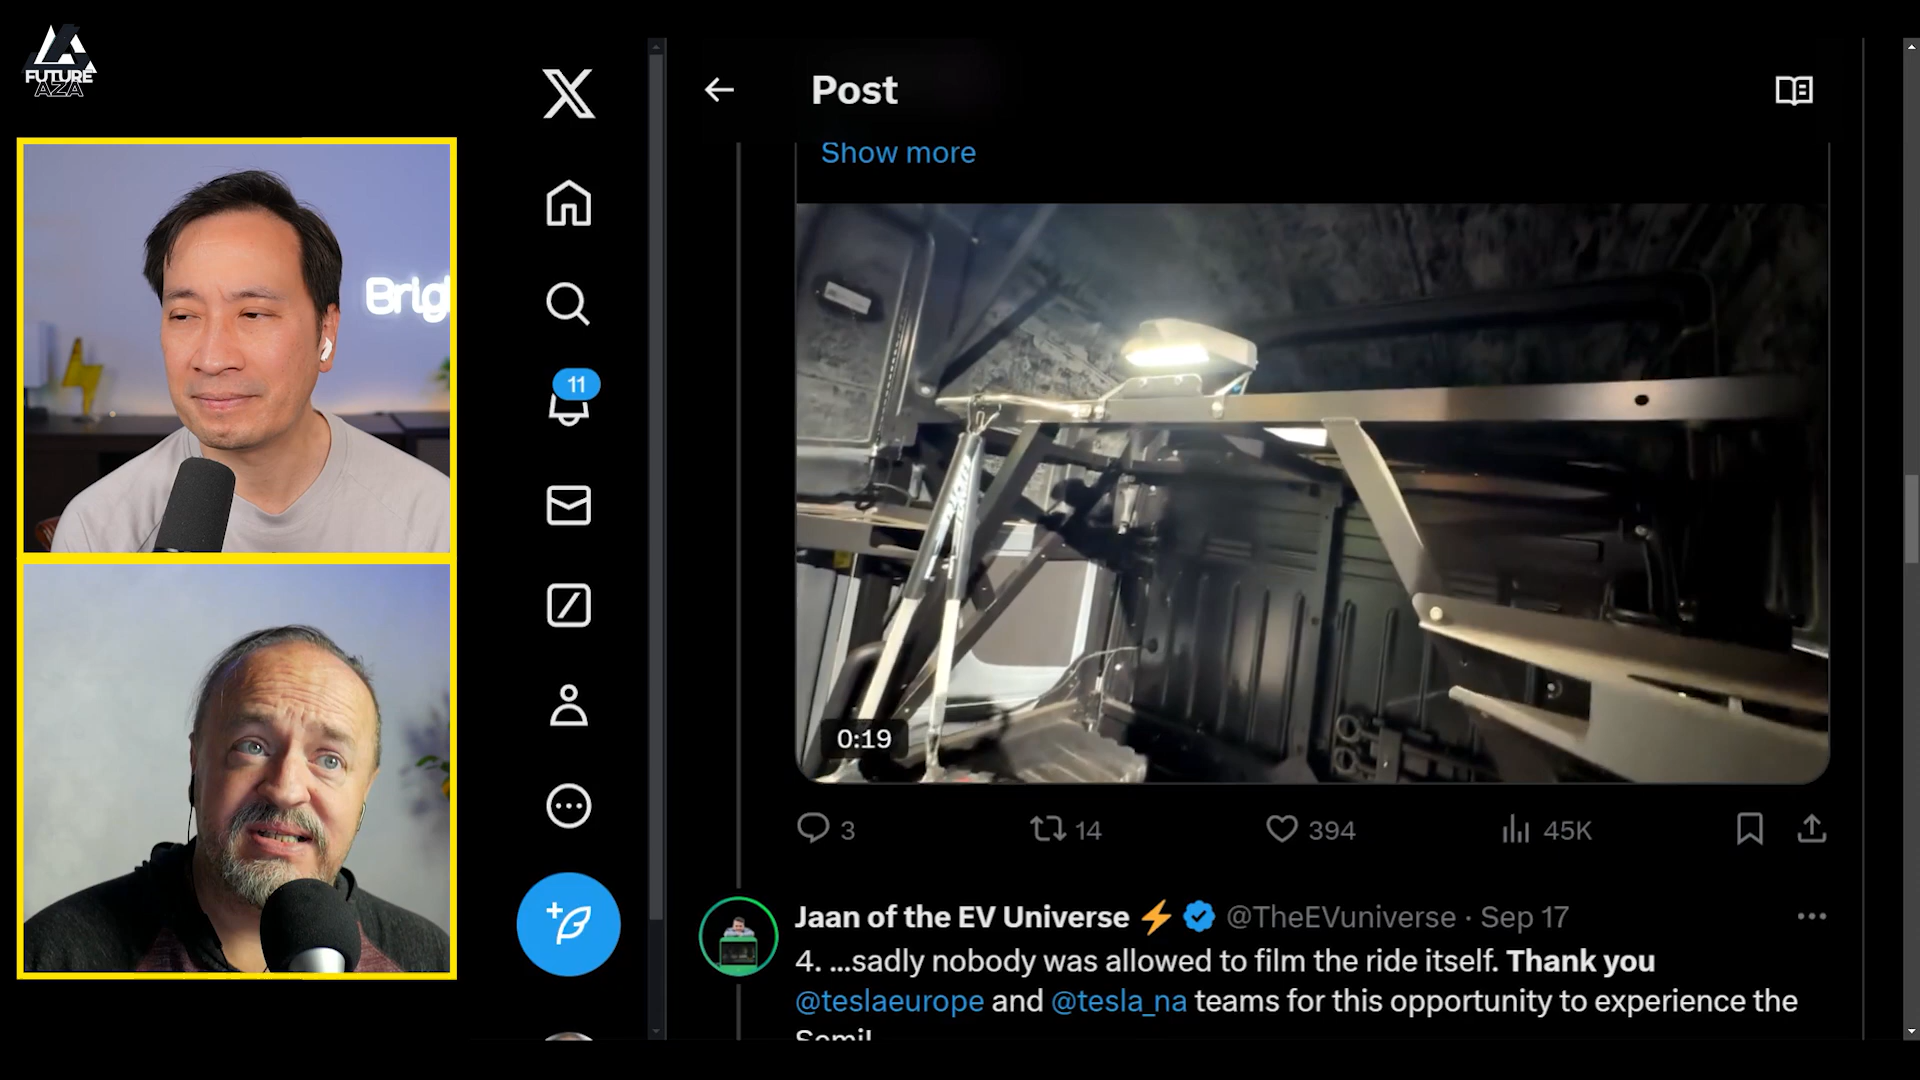 FUTURE
AZA
Brig
11
Post
Show more
0:19
3
14
394
45K
Jaan of the EV Universe @TheEVuniverse · Sep 17
4. ...sadly nobody was allowed to film the ride itself. Thank you
@teslaeurope and @tesla_na teams for this opportunity to experience the
Semi!